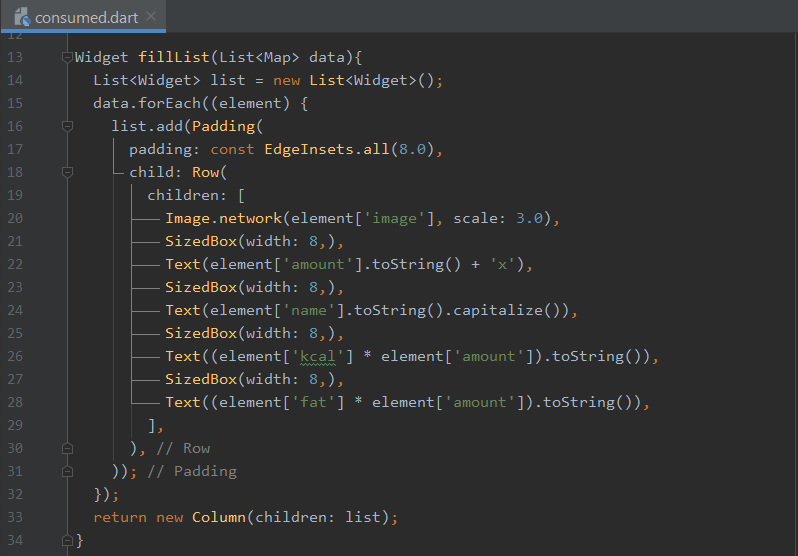 consumed.dart
12
13 Widget fillList(List<Map> data){
14 List<Widget> list = new List<Widget>();
15 data.forEach((element) {
16 list.add(Padding(
17 padding: const EdgeInsets.all(8.0),
18 child: Row(
19 children: [
20 Image.network(element['image'], scale: 3.0),
21 SizedBox(width: 8,),
22 Text(element['amount'].toString() + 'x'),
23 SizedBox(width: 8,),
24 Text(element['name'].toString().capitalize()),
25 SizedBox(width: 8,),
26 Text((element['kcal'] * element['amount']).toString()),
27 SizedBox(width: 8,),
28 Text((element['fat'] * element['amount']).toString()),
29 ],
30 ), // Row
31 )); // Padding
32 });
33 return new Column(children: list);
34 }